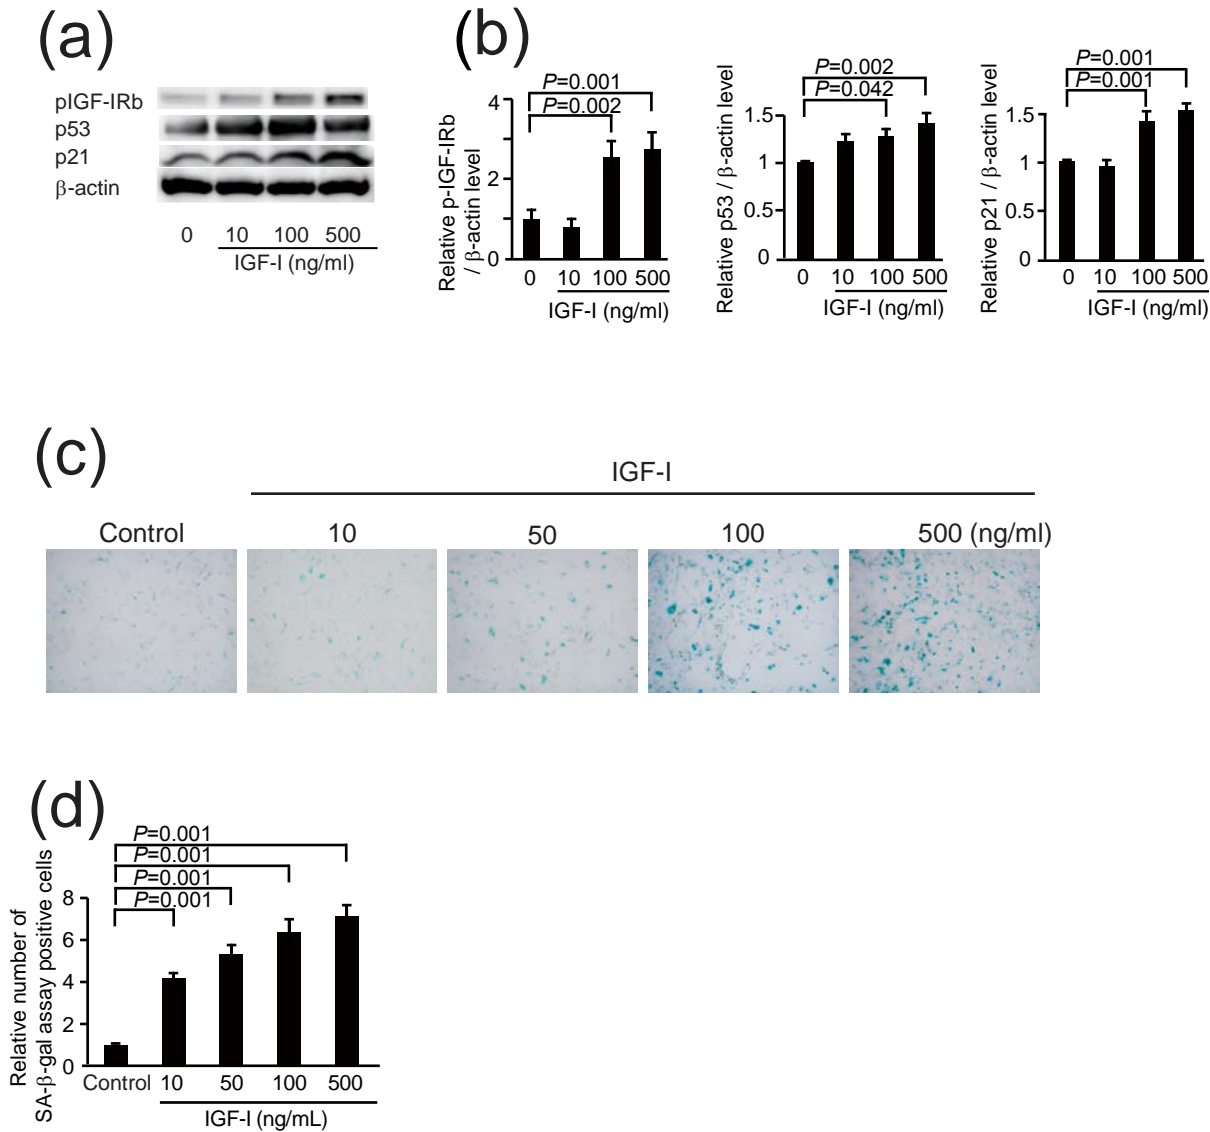 (a)
pIGF-IRb
p53
p21
β-actin
0 10 100 500
IGF-I (ng/ml)
(b)
Relative p-IGF-IRb
/ β-actin level
P=0.001
P=0.002
4
2
0
0 10 100 500
IGF-I (ng/ml)
Relative p53 / β-actin level
P=0.002
P=0.042
1.5
1
0.5
0
0 10 100 500
IGF-I (ng/ml)
Relative p21 / β-actin level
P=0.001
P=0.001
1.5
1
0.5
0
0 10 100 500
IGF-I (ng/ml)
(c)
IGF-I
Control 10 50 100 500 (ng/ml)
(d)
Relative number of
SA-β-gal assay positive cells
P=0.001
P=0.001
P=0.001
P=0.001
8
6
4
2
0
Control 10 50 100 500
IGF-I (ng/mL)